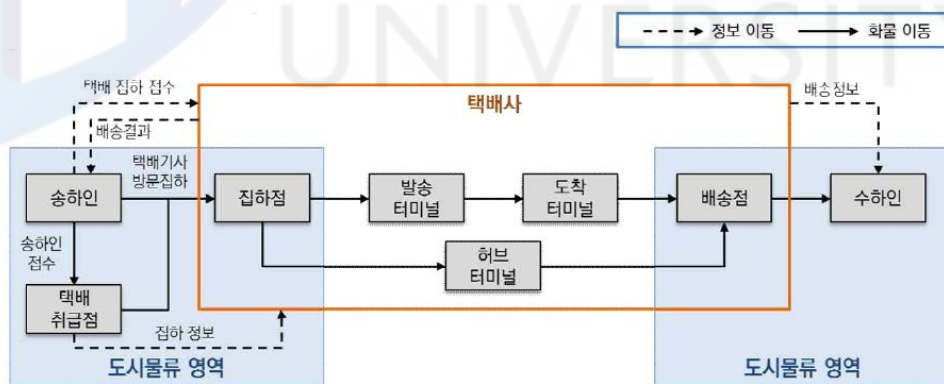 UNIVERSITY
정보 이동
화물 이동
택배 집하 접수
배송결과
택배사
배송정보
택배기사
방문집하
송하인
집하점
발송
터미널
도착
터미널
배송점
수하인
송하인
접수
허브
터미널
택배
취급점
집하 정보
도시물류 영역
도시물류 영역